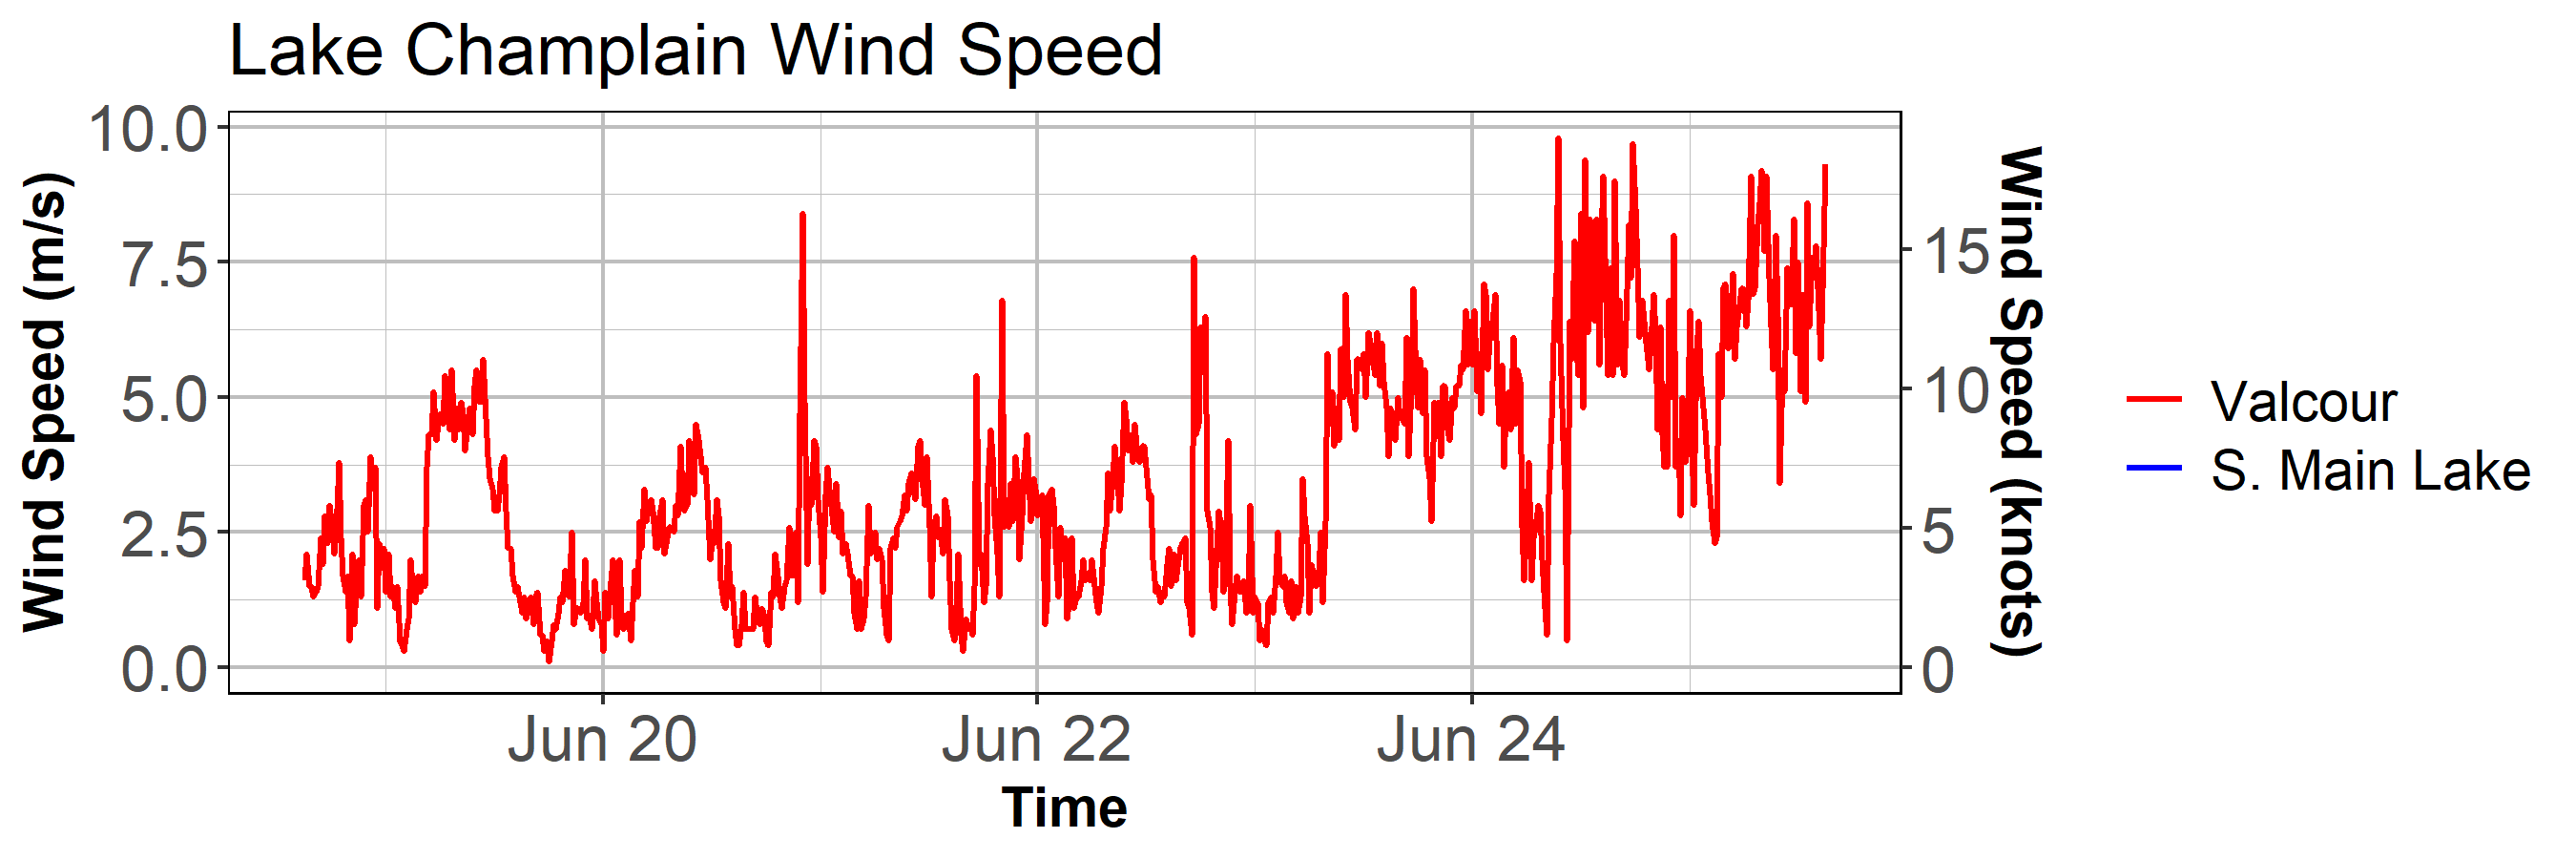 Lake Champlain Wind Speed
10.0
7.5
5.0
2.5
0.0
Wind Speed (m/s)
15
10
5
0
Wind Speed (knots)
Jun 20
Jun 22
Jun 24
Time
Valcour
S. Main Lake